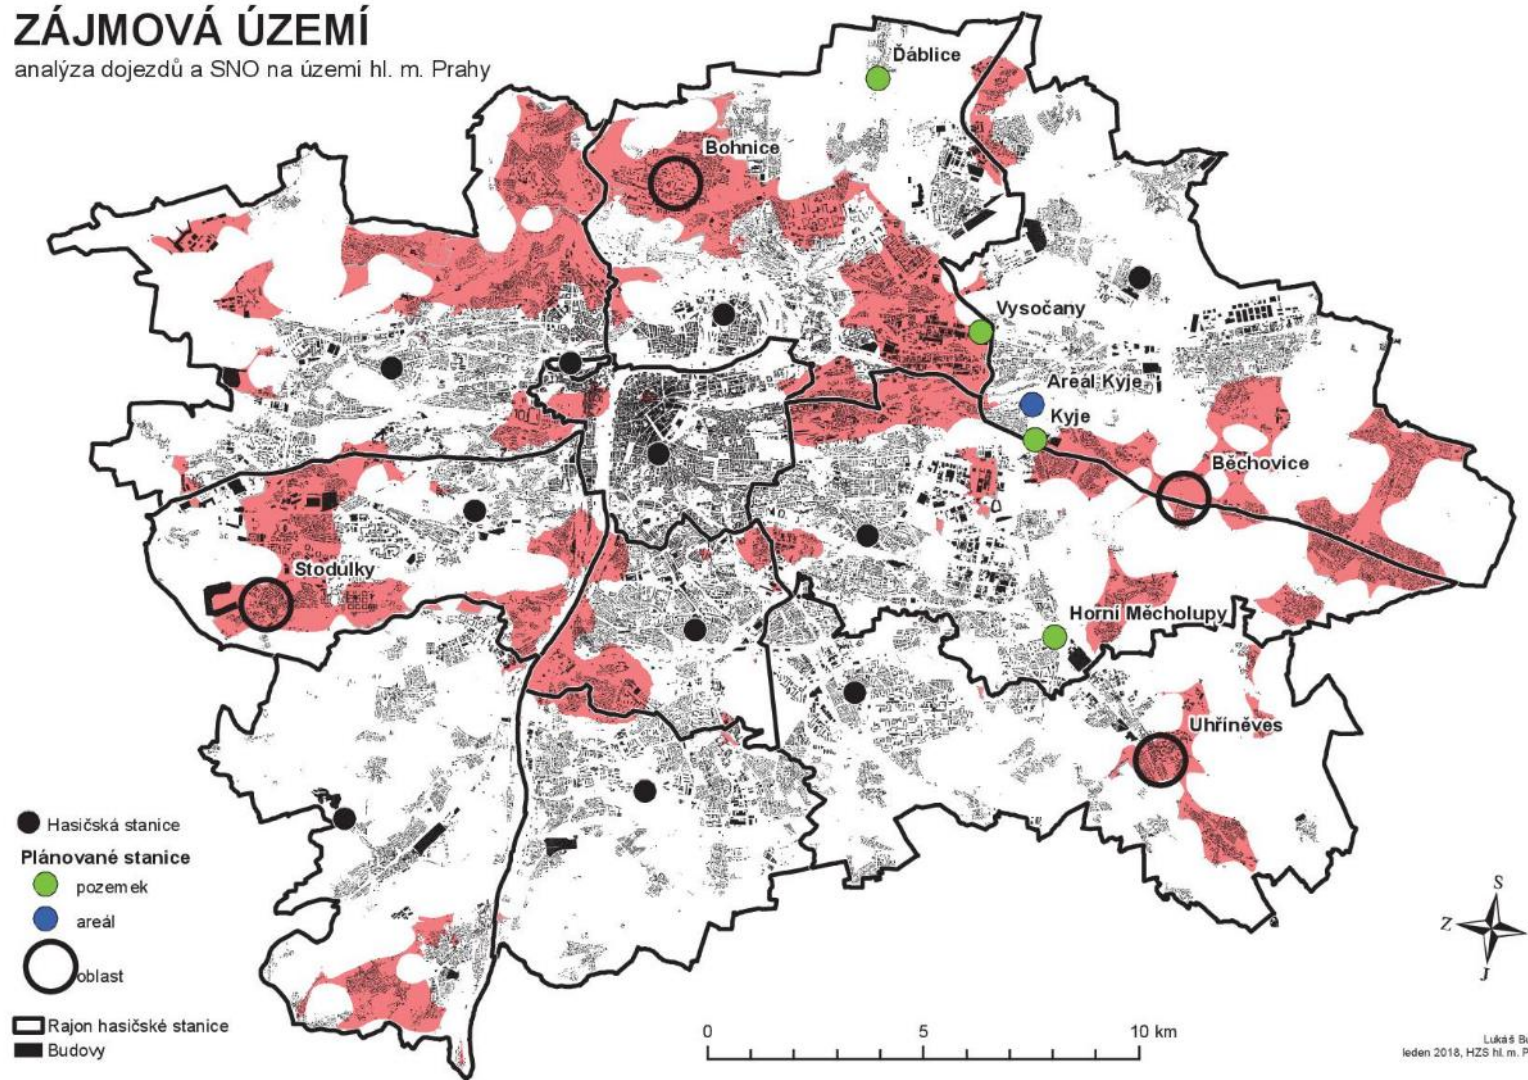 ZÁJMOVÁ ÚZEMÍ
analýza dojezdů a SNO na území hl. m. Prahy
Ďáblice
Bohnice
Vysočany
Areál Kyje
Kyje
Běchovice
Stodůlky
Horní Měcholupy
Uhříněves
Hasičská stanice
Plánované stanice
pozemek
areál
oblast
Rajon hasičské stanice
Budovy
0 5 10 km
S
Z
J
Lukáš
leden 2018, HZS hl. m.